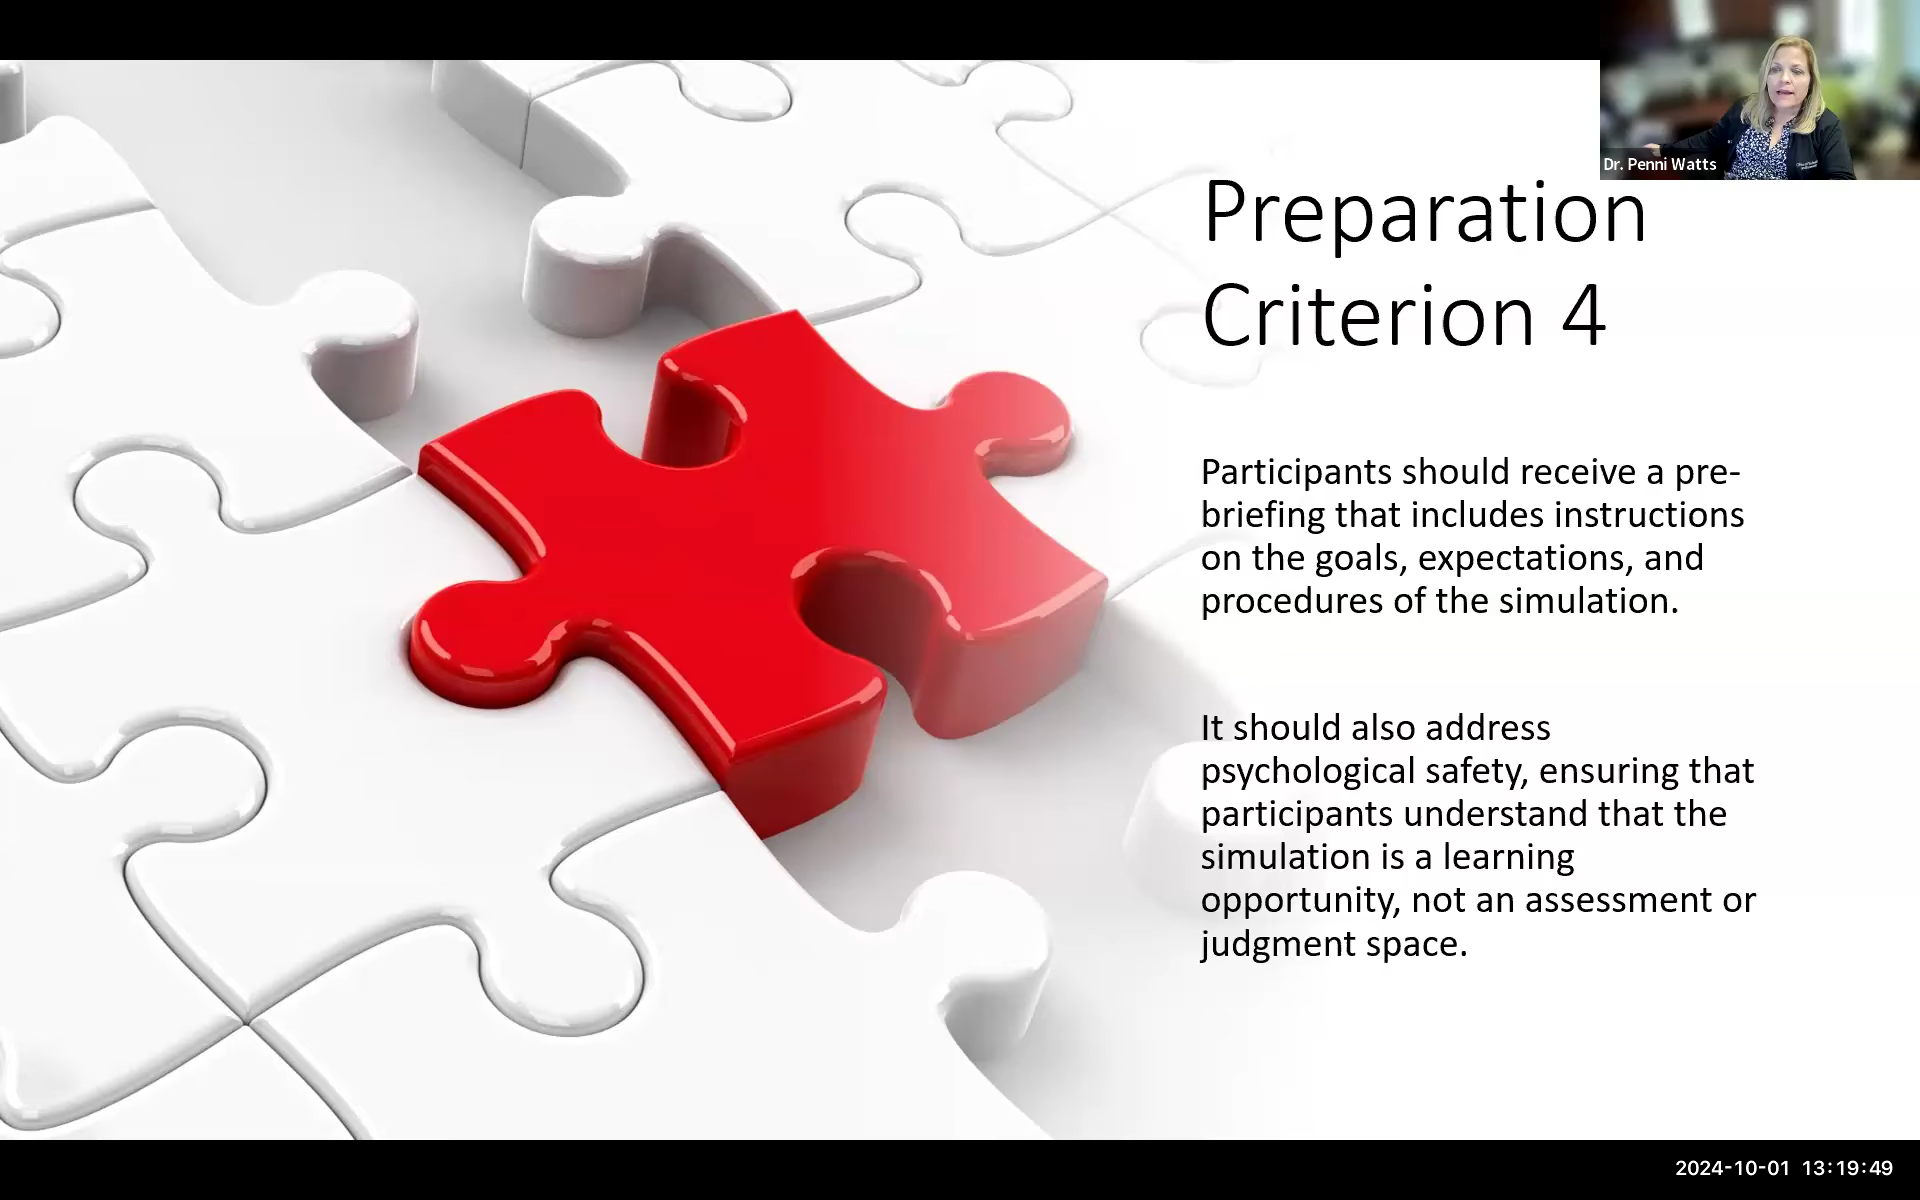 Dr. Penni Watts
Preparation
Criterion 4
Participants should receive a pre-
briefing that includes instructions
on the goals, expectations, and
procedures of the simulation.
It should also address
psychological safety, ensuring that
participants understand that the
simulation is a learning
opportunity, not an assessment or
judgment space.
2024-10-01 13:19:49